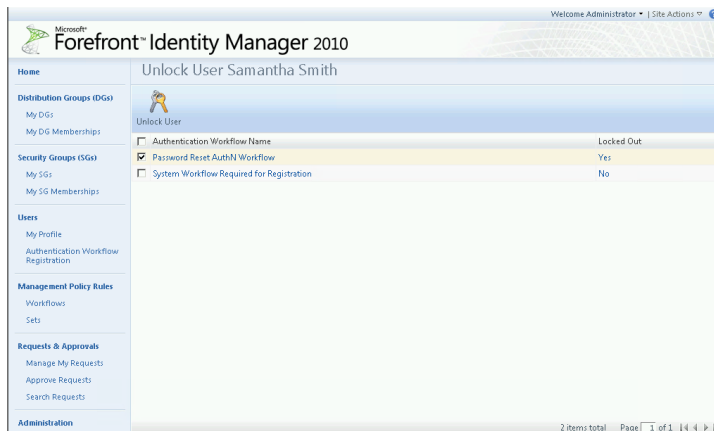 Welcome Administrator | Site Actions
Microsoft®
Forefront™ Identity Manager 2010
Home
Unlock User Samantha Smith
Distribution Groups (DGs)
My DGs
My DG Memberships
Security Groups (SGs)
My SGs
My SG Memberships
Users
My Profile
Authentication Workflow
Registration
Management Policy Rules
Workflows
Sets
Requests & Approvals
Manage My Requests
Approve Requests
Search Requests
Administration
Unlock User
Authentication Workflow Name Locked Out
Password Reset AuthN Workflow Yes
System Workflow Required for Registration No
2 items total Page 1 of 1